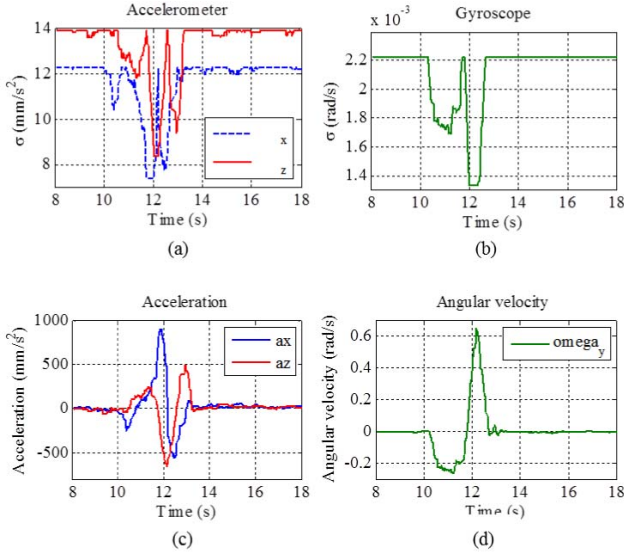 Accelerometer
σ (mm/s²)
14
12
10
8
x
z
8 10 12 14 16 18
Time (s)
(a)
x 10⁻³
Gyroscope
σ (rad/s)
2.2
2
1.8
1.6
1.4
8 10 12 14 16 18
Time (s)
(b)
Acceleration
Acceleration (mm/s²)
1000
500
0
-500
ax
az
8 10 12 14 16 18
Time (s)
(c)
Angular velocity
Angular velocity (rad/s)
0.6
0.4
0.2
0
-0.2
omega_y
8 10 12 14 16 18
Time (s)
(d)